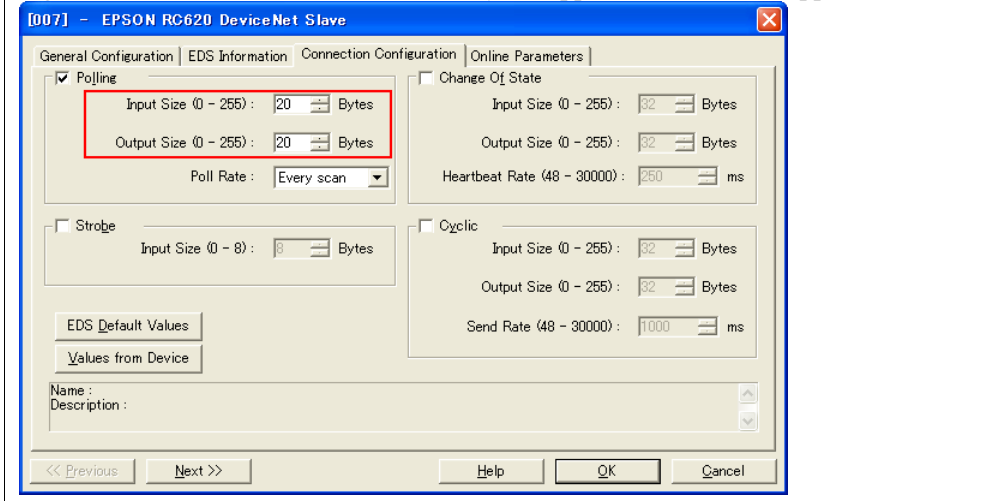 [007] - EPSON RC620 DeviceNet Slave
General Configuration EDS Information Connection Configuration Online Parameters
Polling
Input Size (0 - 255) : 20 Bytes
Output Size (0 - 255) : 20 Bytes
Poll Rate : Every scan
Change Of State
Input Size (0 - 255) : 32 Bytes
Output Size (0 - 255) : 32 Bytes
Heartbeat Rate (48 - 30000) : 250 ms
Strobe
Input Size (0 - 8) : 8 Bytes
Cyclic
Input Size (0 - 255) : 32 Bytes
Output Size (0 - 255) : 32 Bytes
Send Rate (48 - 30000) : 1000 ms
EDS Default Values
Values from Device
Name :
Description :
<< Previous Next >> Help OK Cancel